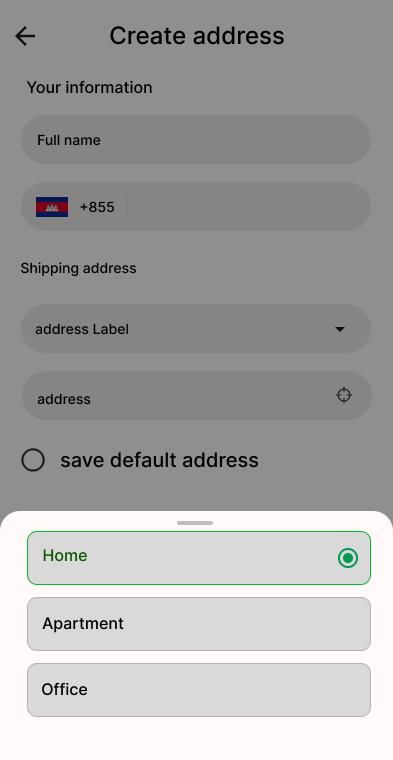 Create address
Your information
Full name
+855
Shipping address
address Label
address
save default address
Home
Apartment
Office